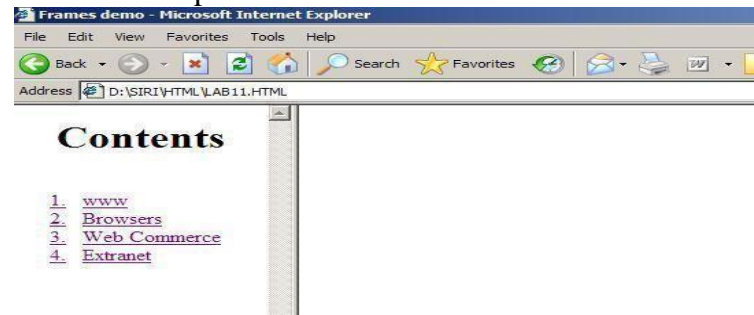 Frames demo - Microsoft Internet Explorer
File Edit View Favorites Tools Help
Back Search Favorites
Address D:\SIRI\HTML\LAB11.HTML
Contents
1. www
2. Browsers
3. Web Commerce
4. Extranet